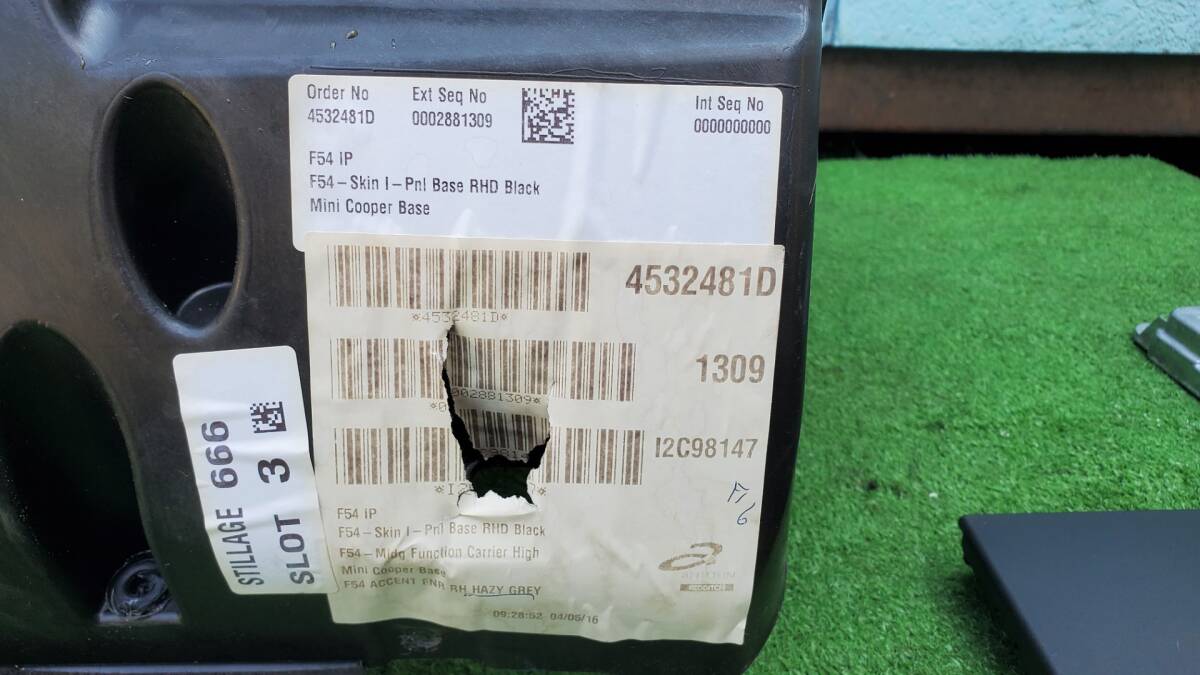 Order No Ext Seq No Int Seq No
4532481D 0002881309 0000000000
F54 IP
F54-Skin I-Pnl Base RHD Black
Mini Cooper Base
4532481D
*4532481D*
1309
002881309*
I2C98147
F54 IP
F54-Skin I-Pnl Base RHD Black
F54-Midg Function Carrier High
Mini Cooper Base
F54 ACCENT FNR RH HAZY GREY
09:28:52 04/05/16
REDDITCH
STILLAGE 666
SLOT 3